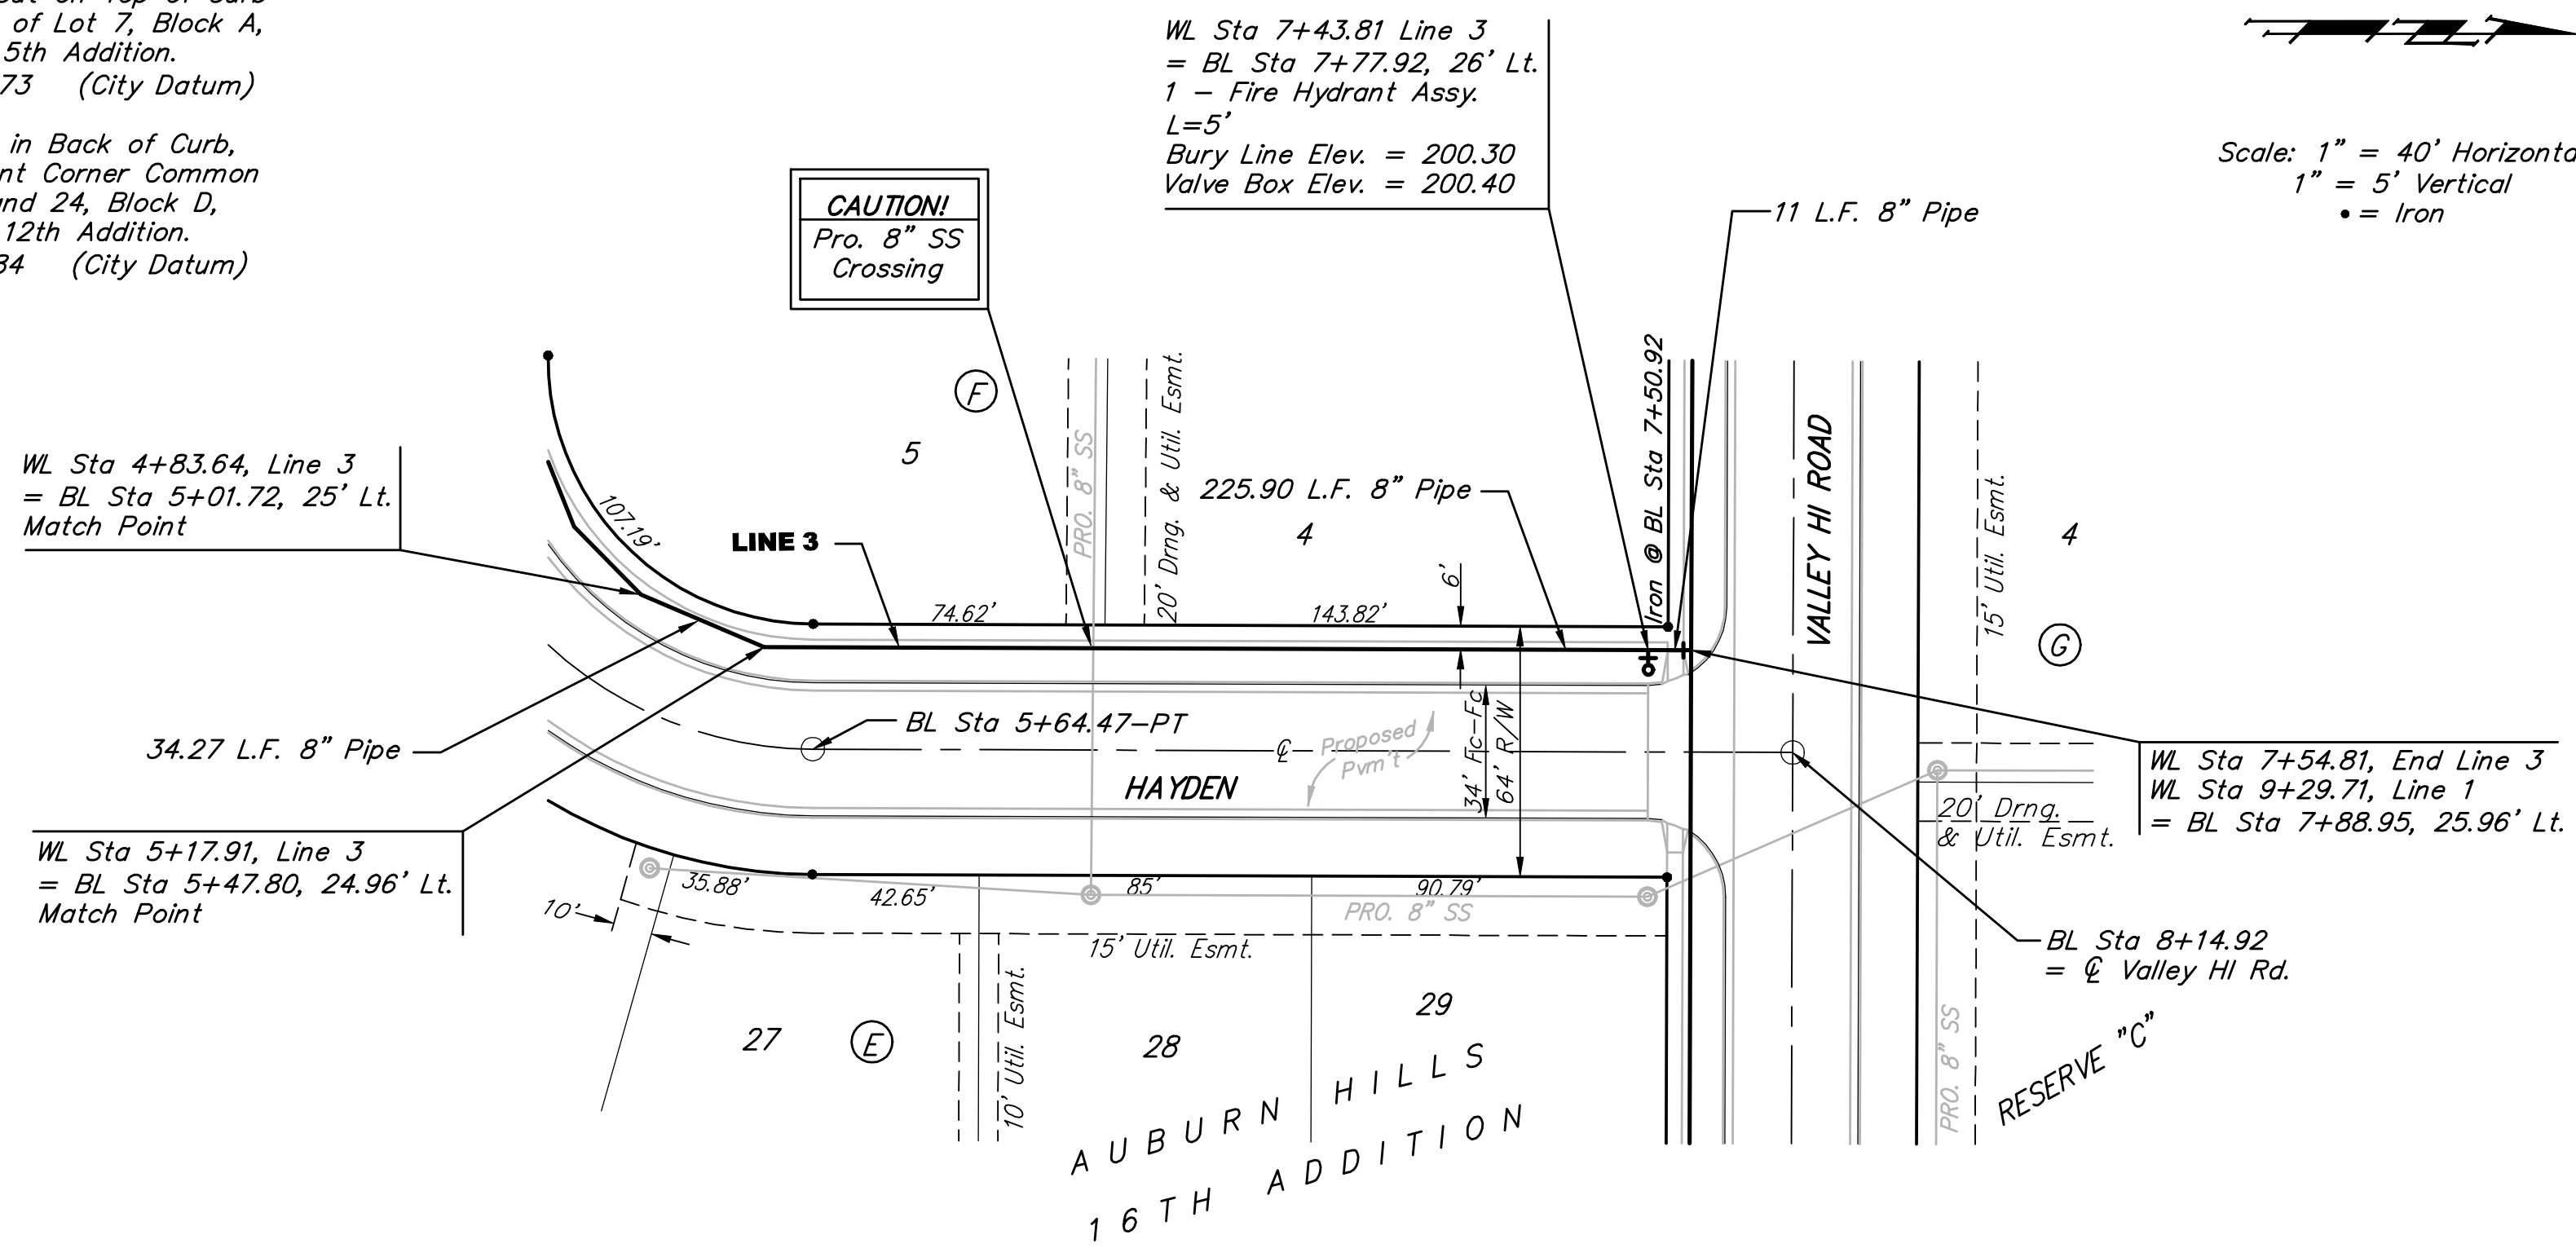 out on Top of Curb
of Lot 7, Block A,
5th Addition.
73 (City Datum)
in Back of Curb,
Corner Common
24, Block D,
12th Addition.
(City Datum)
WL Sta 7+43.81 Line 3
= BL Sta 7+77.92, 26' Lt.
1 - Fire Hydrant Assy.
L=5'
Bury Line Elev. = 200.30
Valve Box Elev. = 200.40
Scale: 1" = 40' Horizonta
1" = 5' Vertical
• = Iron
CAUTION!
Pro. 8" SS
Crossing
11 L.F. 8" Pipe
F
5
PRO. 8" SS
20' Drng. & Util. Esmt.
225.90 L.F. 8" Pipe
4
Iron @ BL Sta 7+50.92
VALLEY HI ROAD
15' Util. Esmt.
4
G
WL Sta 4+83.64, Line 3
= BL Sta 5+01.72, 25' Lt.
Match Point
107.19'
LINE 3
74.62'
143.82'
6'
34.27 L.F. 8" Pipe
BL Sta 5+64.47-PT
℄
Proposed
Pvm't
34' Fc-Fc
64' R/W
HAYDEN
WL Sta 7+54.81, End Line 3
WL Sta 9+29.71, Line 1
= BL Sta 7+88.95, 25.96' Lt.
20' Drng.
& Util. Esmt.
WL Sta 5+17.91, Line 3
= BL Sta 5+47.80, 24.96' Lt.
Match Point
10'
35.88'
42.65'
85'
90.79'
PRO. 8" SS
15' Util. Esmt.
BL Sta 8+14.92
= ℄ Valley HI Rd.
27
E
10' Util. Esmt.
28
29
PRO. 8" SS
RESERVE "C"
AUBURN HILLS
16TH ADDITION